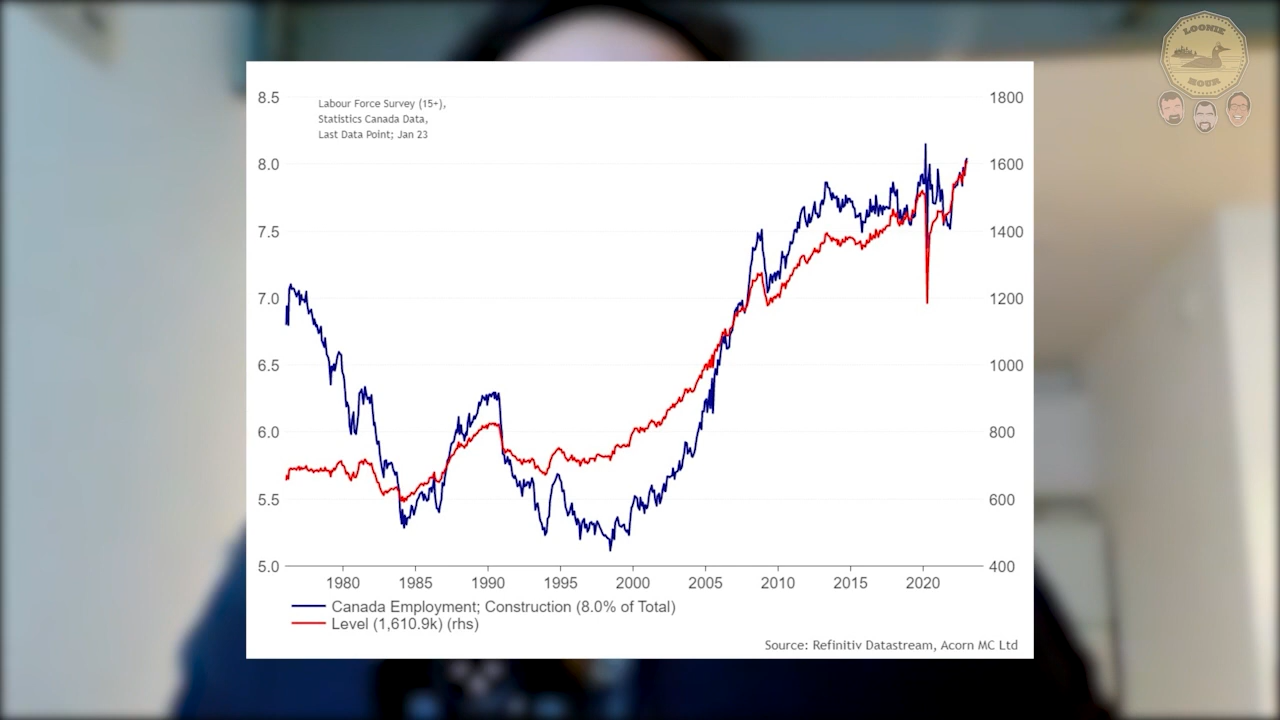 LOONIE
HOUR
8.5
8.0
7.5
7.0
6.5
6.0
5.5
5.0
Labour Force Survey (15+),
Statistics Canada Data,
Last Data Point; Jan 23
1800
1600
1400
1200
1000
800
600
400
1980 1985 1990 1995 2000 2005 2010 2015 2020
Canada Employment; Construction (8.0% of Total)
Level (1,610.9k) (rhs)
Source: Refinitiv Datastream, Acorn MC Ltd